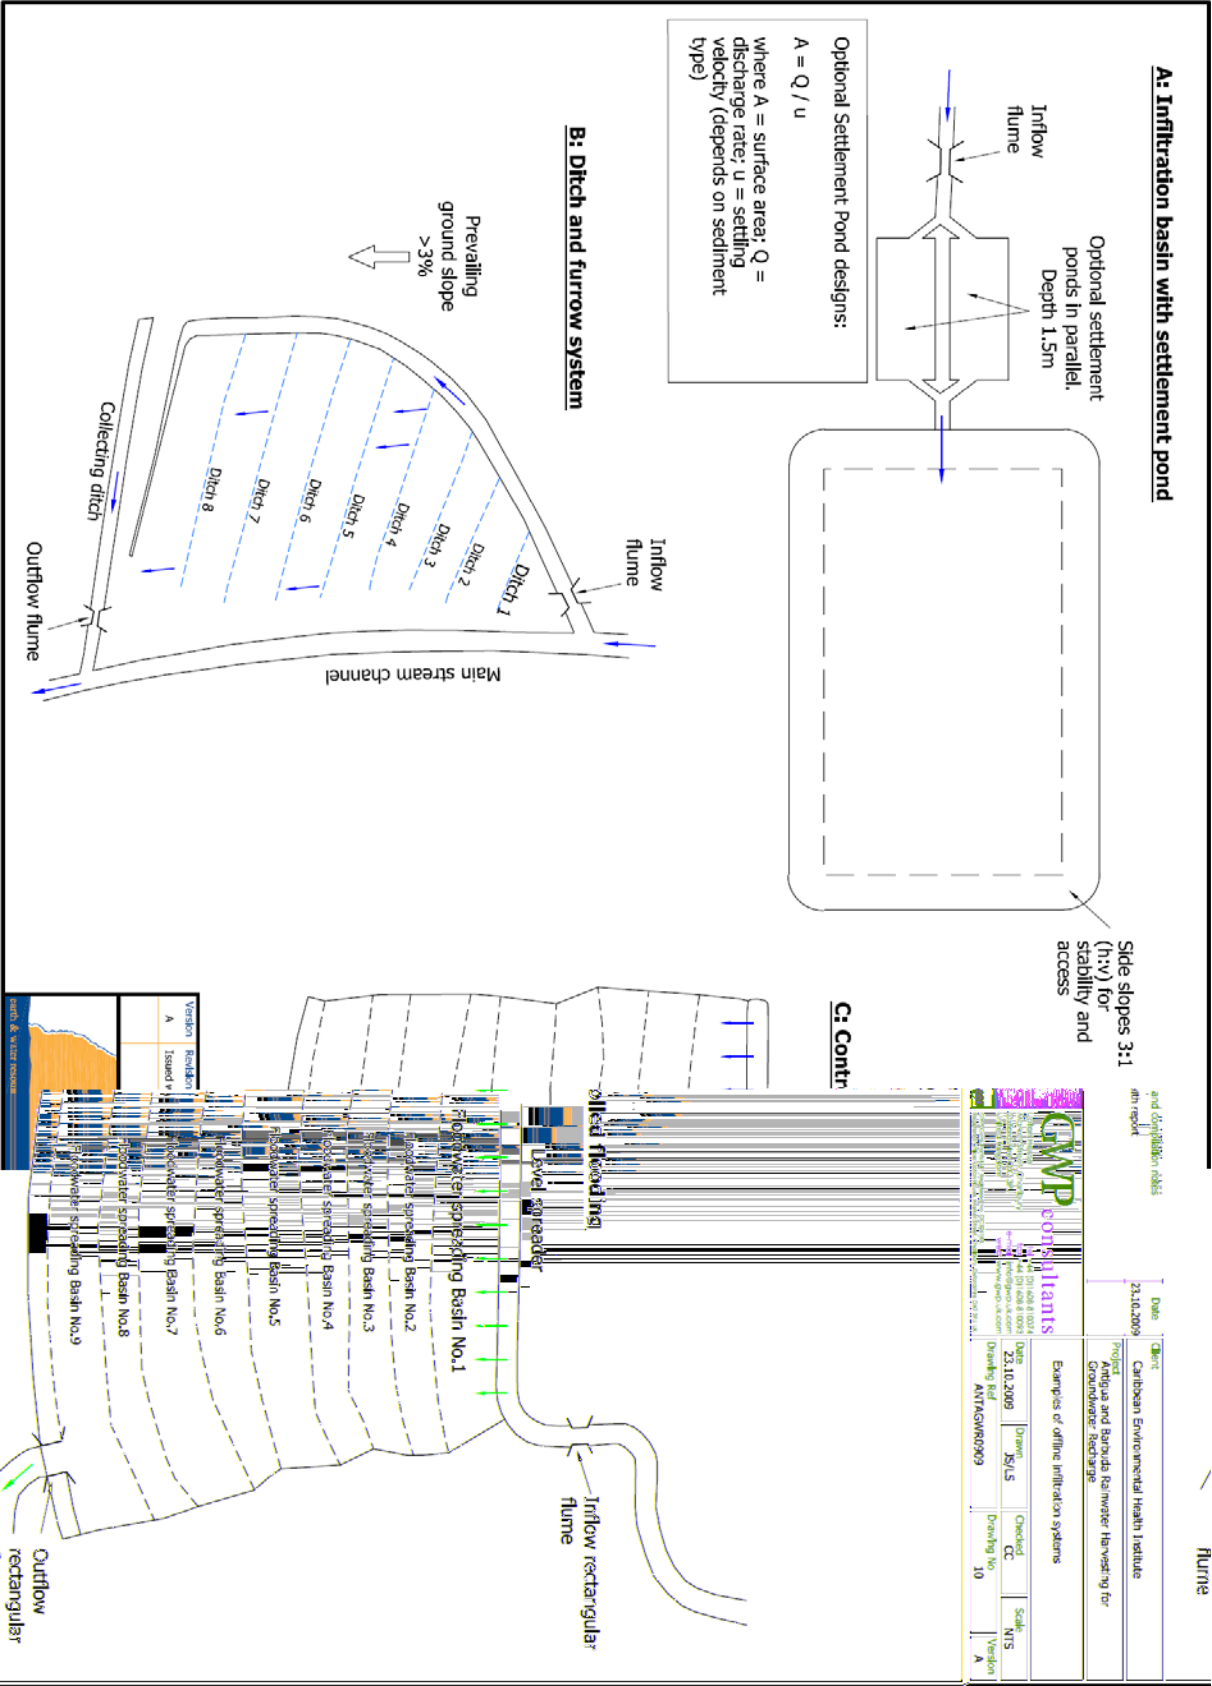 A: Infiltration basin with settlement pond
Inflow
flume
Optional settlement
ponds in parallel.
Depth 1.5m
Side slopes 3:1
(h:v) for
stability and
access
Optional Settlement Pond designs:
A = Q / u
where A = surface area; Q =
discharge rate; u = settling
velocity (depends on sediment
type)
B: Ditch and furrow system
Prevailing
ground slope
>3%
Inflow
flume
Ditch 1
Ditch 2
Ditch 3
Ditch 4
Ditch 5
Ditch 6
Ditch 7
Ditch 8
Main stream channel
Collecting ditch
Outflow flume
C: Controlled flooding
Level spreader
Inflow rectangular
flume
Floodwater spreading Basin No.1
Floodwater spreading Basin No.2
Floodwater spreading Basin No.3
Floodwater spreading Basin No.4
Floodwater spreading Basin No.5
Floodwater spreading Basin No.6
Floodwater spreading Basin No.7
Floodwater spreading Basin No.8
Floodwater spreading Basin No.9
Outflow
rectangular
flume
Version
Revision
A
Issued
earth & water
GWP consultants
Date
23.10.2009
Client
Caribbean Environmental Health Institute
Project
Antigua and Barbuda Rainwater Harvesting for
Groundwater Recharge
Examples of offline infiltration systems
Date
23.10.2009
Drawn
JS/LS
Checked
CC
Scale
NTS
Drawing Ref
ANTAGWR0909
Drawing No
10
Version
A